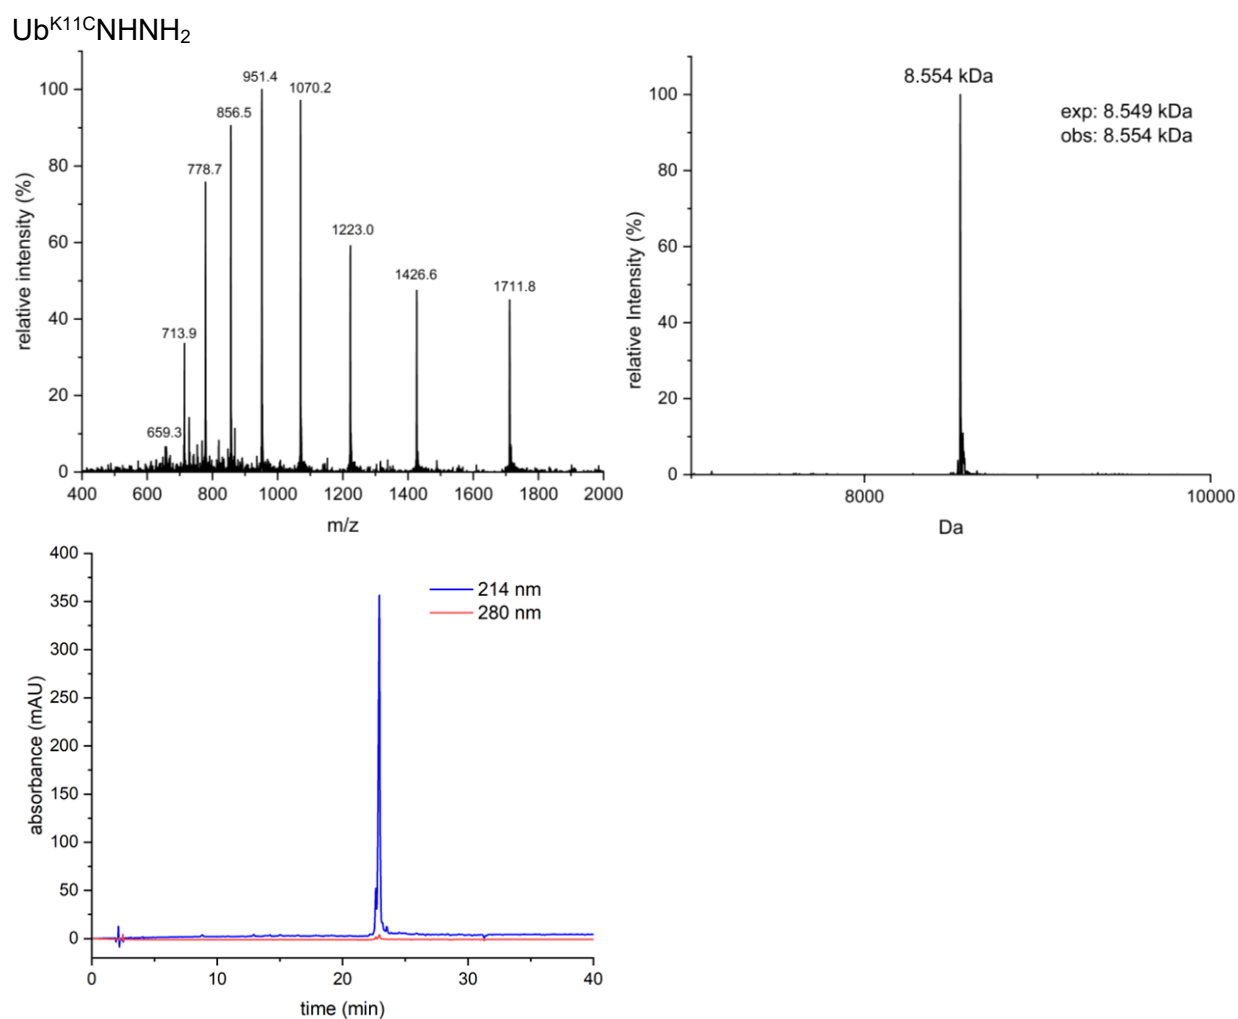 Ub^K11C NHNH₂
relative intensity (%)
100
80
60
40
20
0
659.3
713.9
778.7
856.5
951.4
1070.2
1223.0
1426.6
1711.8
400 600 800 1000 1200 1400 1600 1800 2000
m/z
relative Intensity (%)
100
80
60
40
20
0
8.554 kDa
exp: 8.549 kDa
obs: 8.554 kDa
8000 10000
Da
absorbance (mAU)
400
350
300
250
200
150
100
50
0
214 nm
280 nm
0 10 20 30 40
time (min)